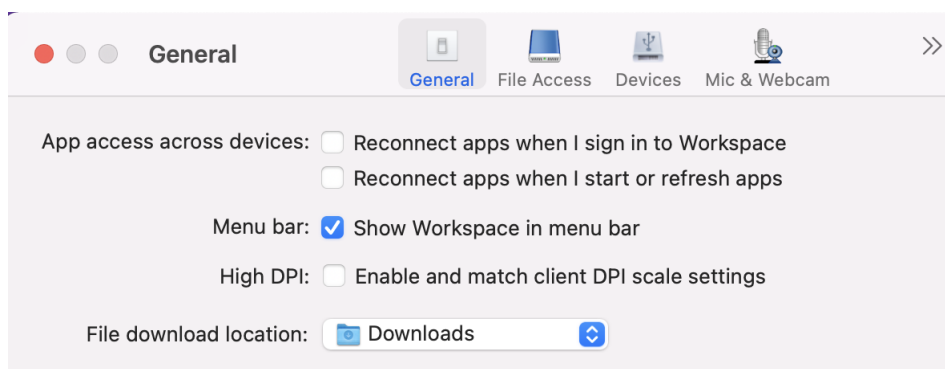 General
General File Access Devices Mic & Webcam
App access across devices: Reconnect apps when I sign in to Workspace
Reconnect apps when I start or refresh apps
Menu bar: Show Workspace in menu bar
High DPI: Enable and match client DPI scale settings
File download location: Downloads